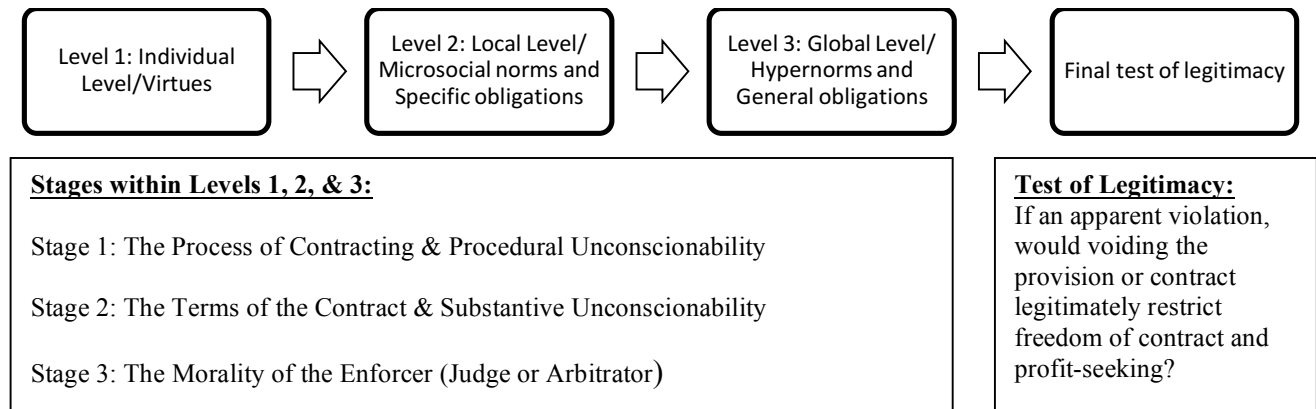 Level 1: Individual
Level/Virtues
Level 2: Local Level/
Microsocial norms and
Specific obligations
Level 3: Global Level/
Hypernorms and
General obligations
Final test of legitimacy
Stages within Levels 1, 2, & 3:
Stage 1: The Process of Contracting & Procedural Unconscionability
Stage 2: The Terms of the Contract & Substantive Unconscionability
Stage 3: The Morality of the Enforcer (Judge or Arbitrator)
Test of Legitimacy:
If an apparent violation,
would voiding the
provision or contract
legitimately restrict
freedom of contract and
profit-seeking?